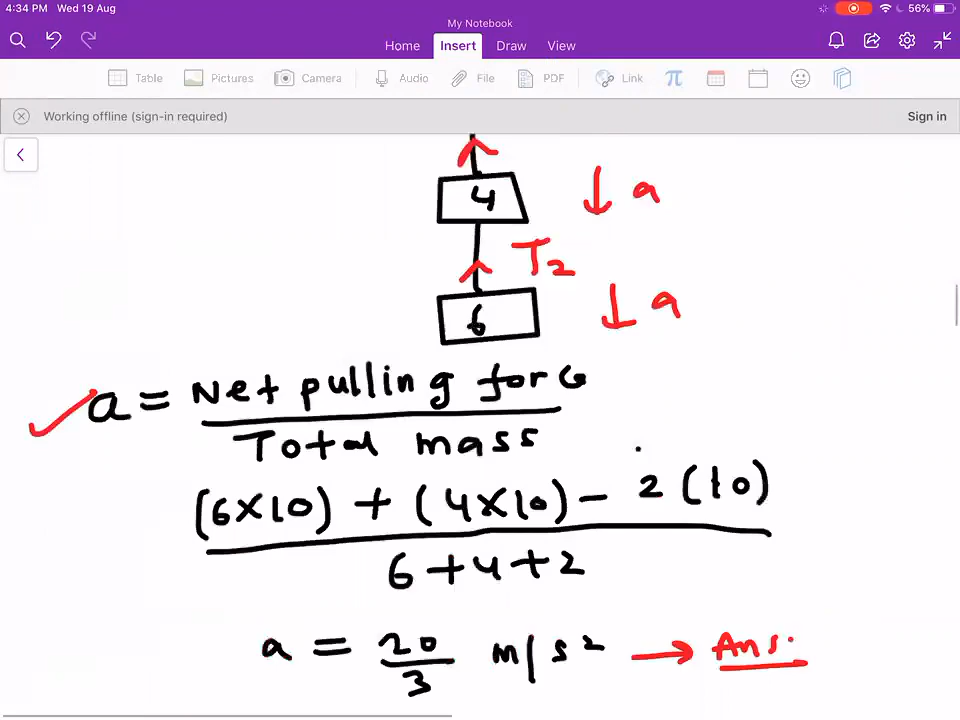 4:34 PM Wed 19 Aug
56%
My Notebook
Home Insert Draw View
Table Pictures Camera Audio File PDF Link
Working offline (sign-in required) Sign in
4 ↓ a
T2
6 ↓ a
a = Net pulling force
Total mass
(6×10) + (4×10) − 2(10)
6+4+2
a = 20/3 m/s² → Ans.